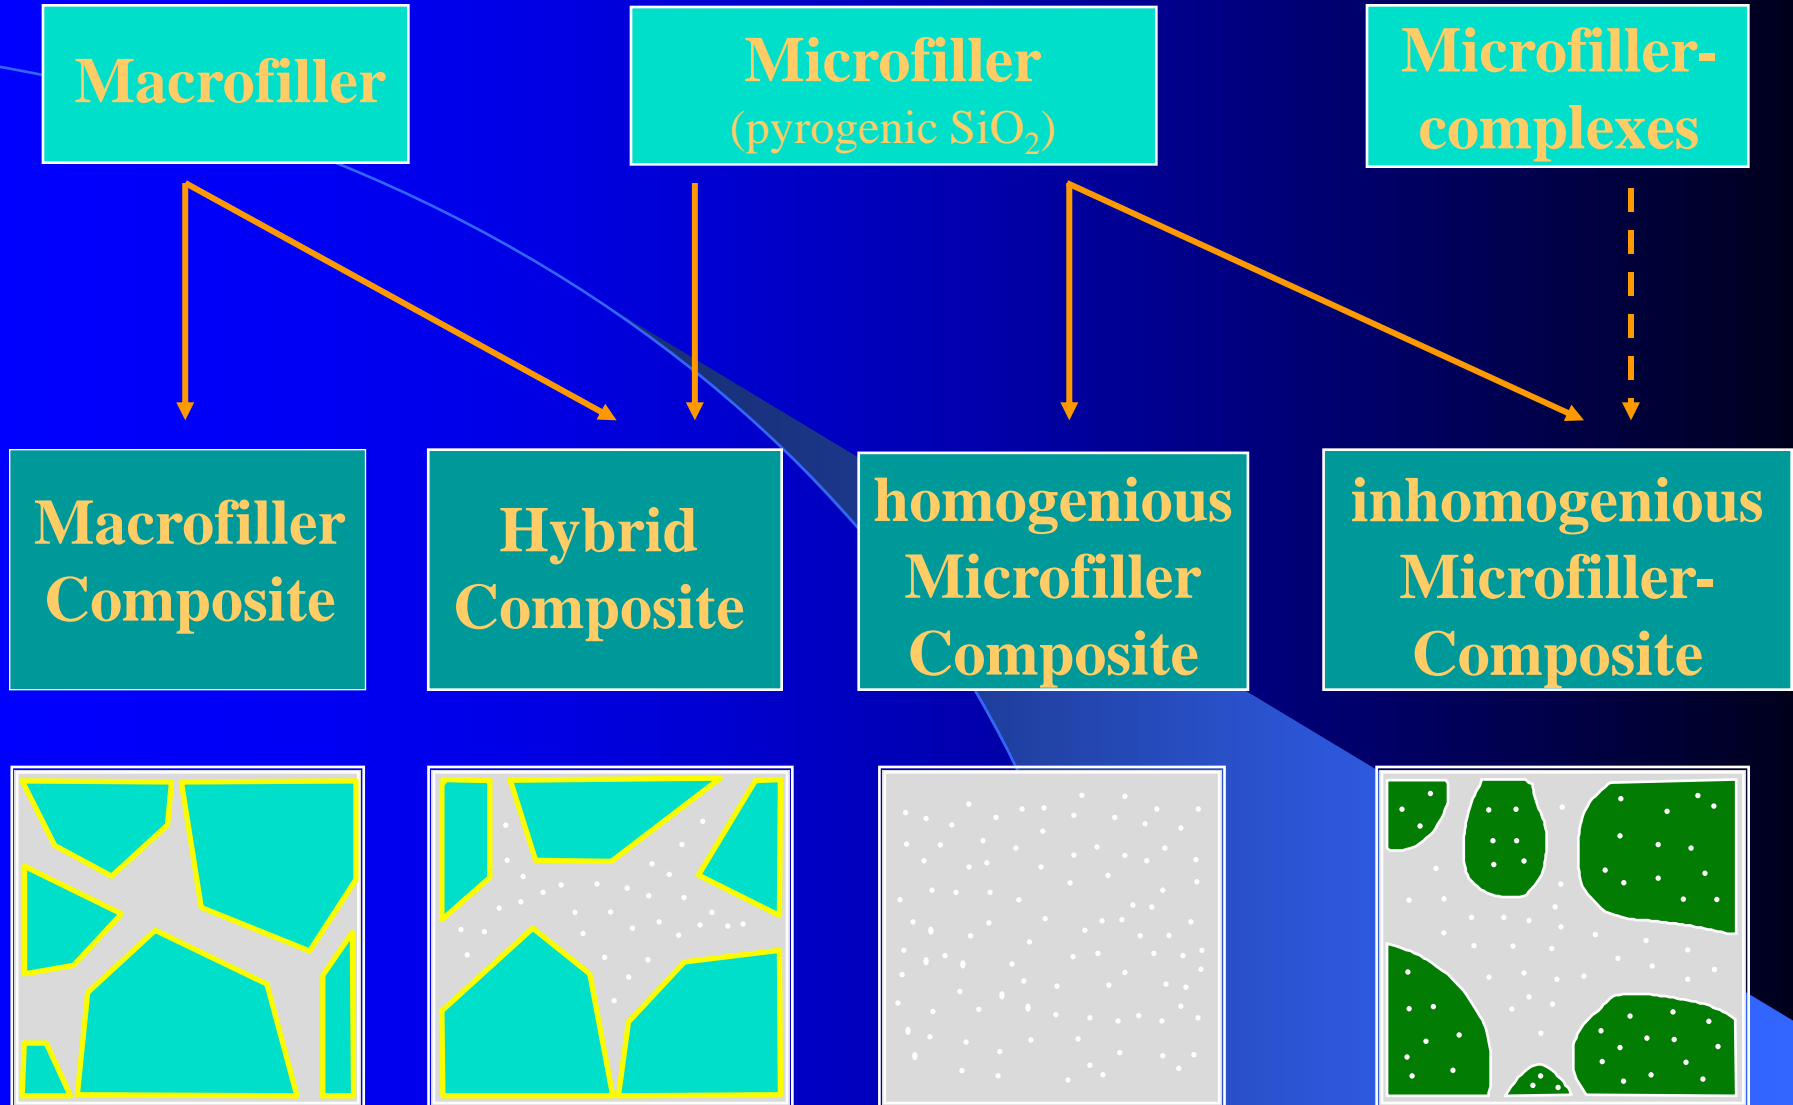 Macrofiller
Microfiller
(pyrogenic SiO₂)
Microfiller-
complexes
Macrofiller
Composite
Hybrid
Composite
homogenious
Microfiller
Composite
inhomogenious
Microfiller-
Composite